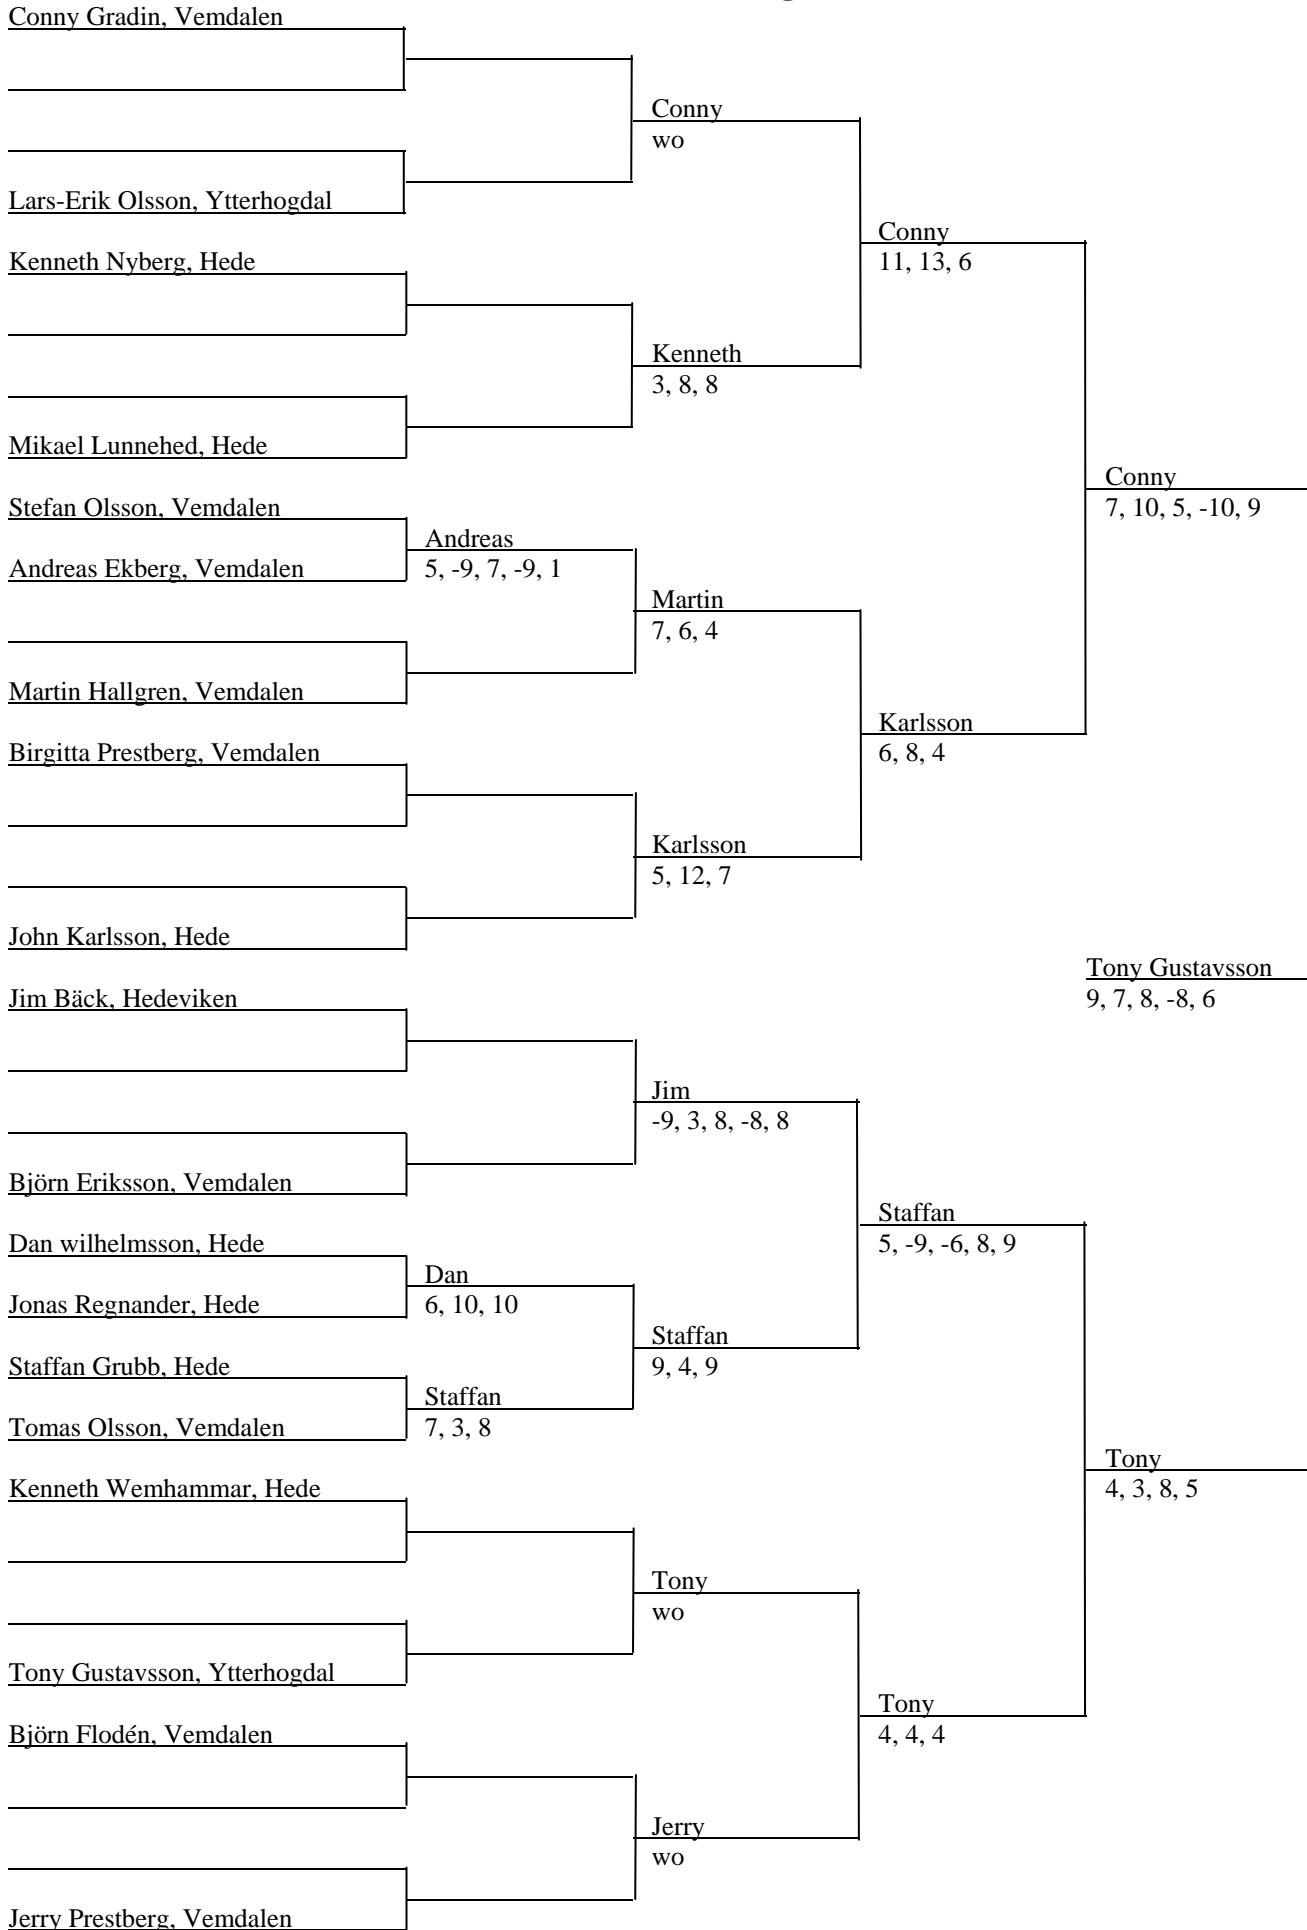 Conny Gradin, Vemdalen
Conny
wo
Lars-Erik Olsson, Ytterhogdal
Conny
11, 13, 6
Kenneth Nyberg, Hede
Kenneth
3, 8, 8
Mikael Lunnehed, Hede
Conny
7, 10, 5, -10, 9
Stefan Olsson, Vemdalen
Andreas
5, -9, 7, -9, 1
Andreas Ekberg, Vemdalen
Martin
7, 6, 4
Martin Hallgren, Vemdalen
Karlsson
6, 8, 4
Birgitta Prestberg, Vemdalen
Karlsson
5, 12, 7
John Karlsson, Hede
Tony Gustavsson
9, 7, 8, -8, 6
Jim Bäck, Hedeviken
Jim
-9, 3, 8, -8, 8
Björn Eriksson, Vemdalen
Staffan
5, -9, -6, 8, 9
Dan wilhelmsson, Hede
Dan
6, 10, 10
Jonas Regnander, Hede
Staffan
9, 4, 9
Staffan Grubb, Hede
Staffan
7, 3, 8
Tomas Olsson, Vemdalen
Tony
4, 3, 8, 5
Kenneth Wemhammar, Hede
Tony
wo
Tony Gustavsson, Ytterhogdal
Tony
4, 4, 4
Björn Flodén, Vemdalen
Jerry
wo
Jerry Prestberg, Vemdalen